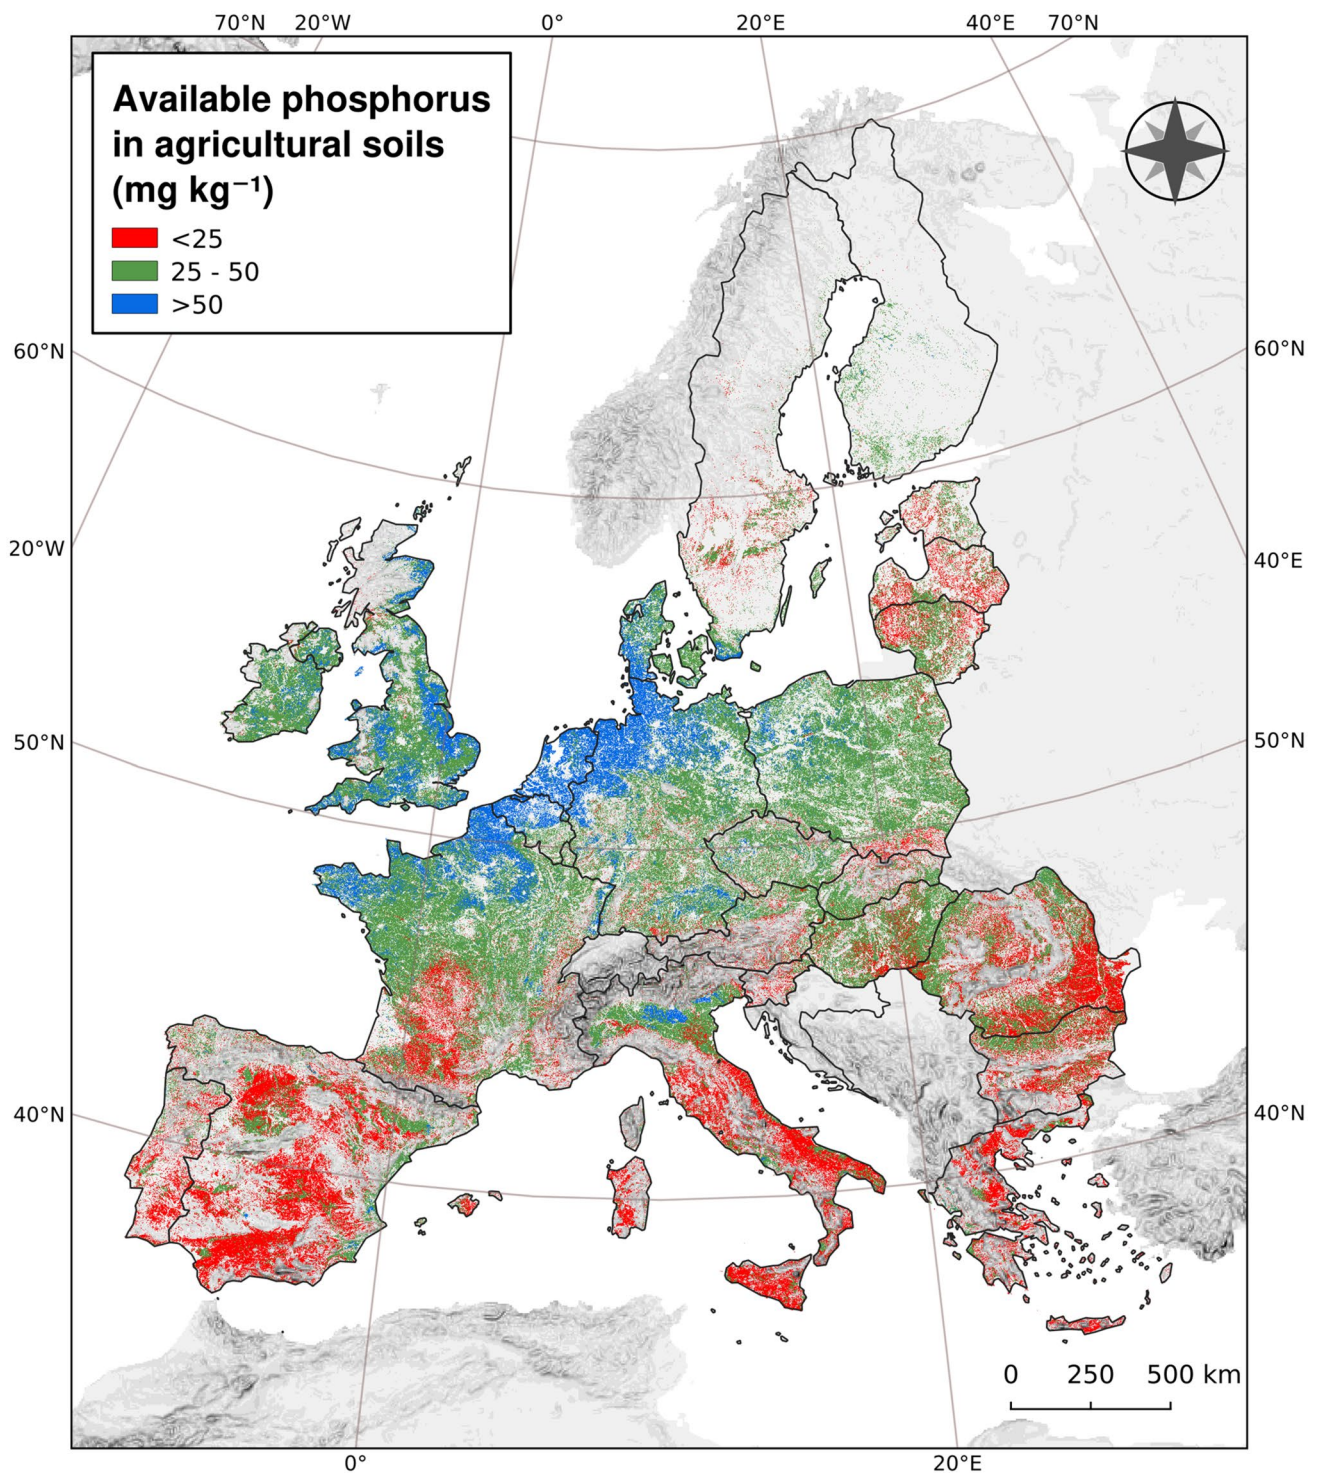 70°N 20°W 0° 20°E 40°E 70°N
Available phosphorus
in agricultural soils
(mg kg⁻¹)
<25
25 - 50
>50
60°N 60°N
20°W 40°E
50°N 50°N
40°N 40°N
0 250 500 km
0° 20°E